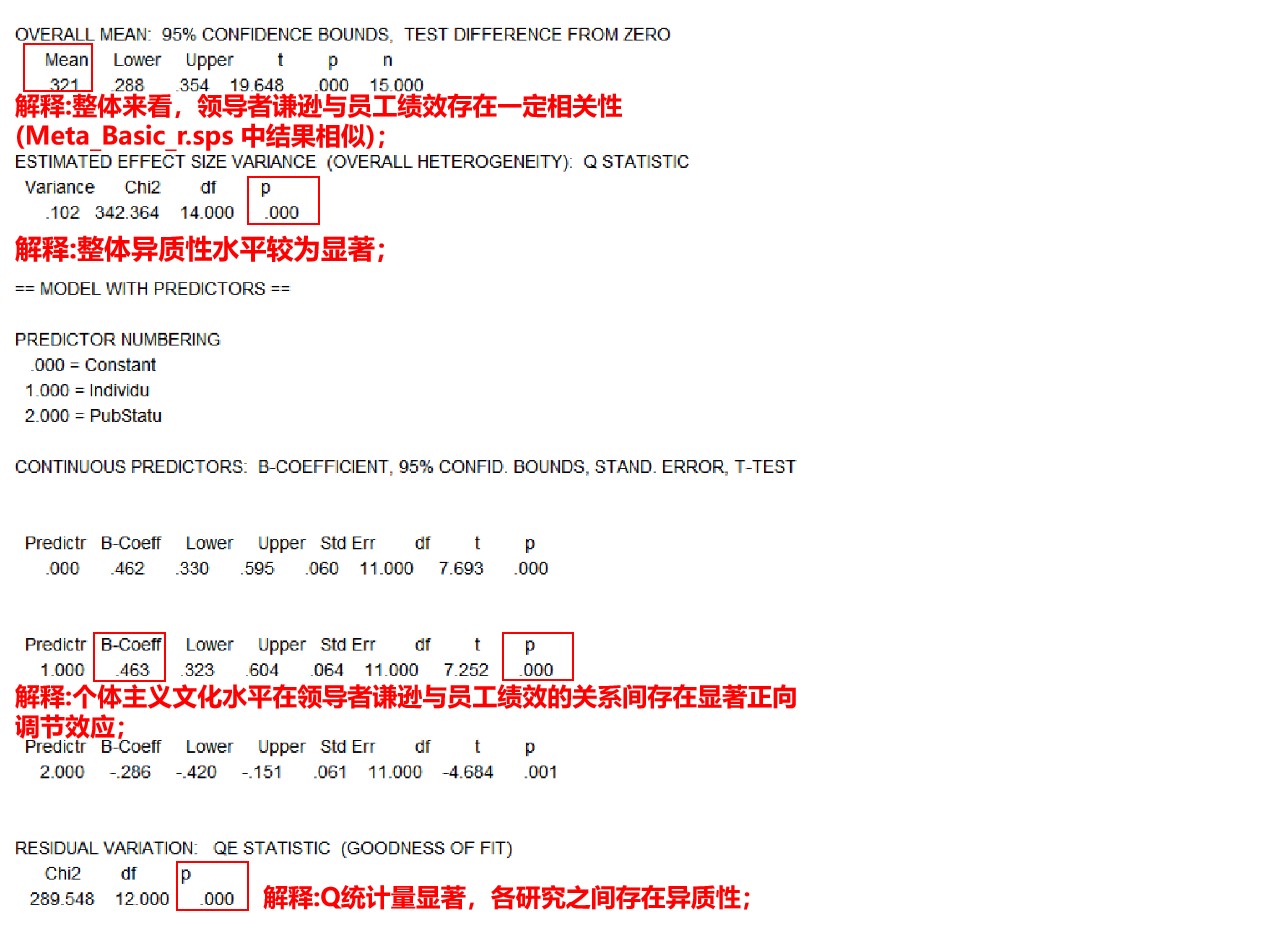 OVERALL MEAN:  95% CONFIDENCE BOUNDS,  TEST DIFFERENCE FROM ZERO
Mean Lower Upper t p n
.321 .288 .354 19.648 .000 15.000
解释:整体来看，领导者谦逊与员工绩效存在一定相关性
(Meta_Basic_r.sps 中结果相似)；
ESTIMATED EFFECT SIZE VARIANCE  (OVERALL HETEROGENEITY):  Q STATISTIC
Variance Chi2 df p
.102 342.364 14.000 .000
解释:整体异质性水平较为显著；
== MODEL WITH PREDICTORS ==
PREDICTOR NUMBERING
.000 = Constant
1.000 = Individu
2.000 = PubStatu
CONTINUOUS PREDICTORS:  B-COEFFICIENT, 95% CONFID. BOUNDS, STAND. ERROR, T-TEST
Predictr B-Coeff Lower Upper Std Err df t p
.000 .462 .330 .595 .060 11.000 7.693 .000
Predictr B-Coeff Lower Upper Std Err df t p
1.000 .463 .323 .604 .064 11.000 7.252 .000
解释:个体主义文化水平在领导者谦逊与员工绩效的关系间存在显著正向
调节效应；
Predictr B-Coeff Lower Upper Std Err df t p
2.000 -.286 -.420 -.151 .061 11.000 -4.684 .001
RESIDUAL VARIATION:   QE STATISTIC  (GOODNESS OF FIT)
Chi2 df p
289.548 12.000 .000 解释:Q统计量显著，各研究之间存在异质性；